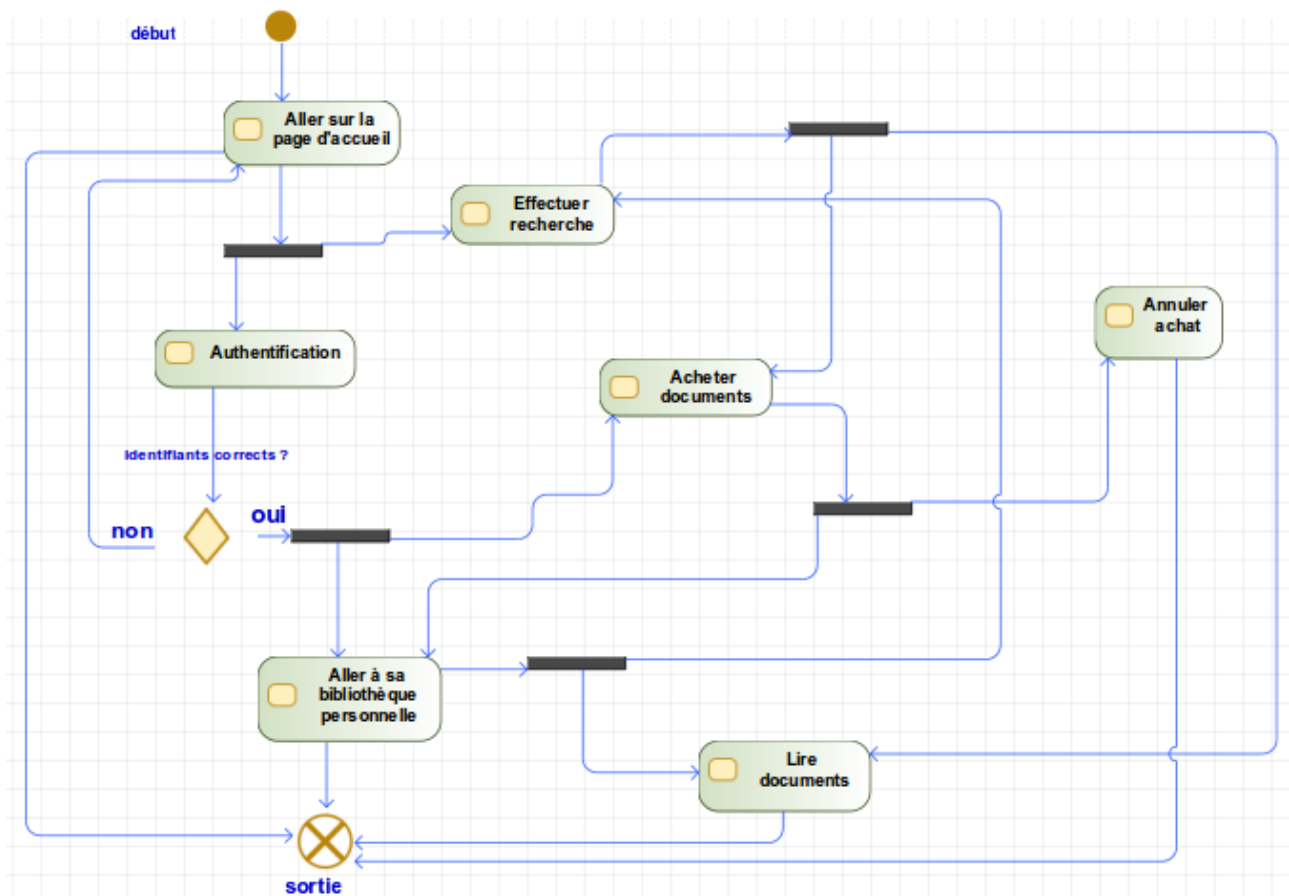 début
Aller sur la
page d'accueil
Effectuer
recherche
Annuler
achat
Authentification
Acheter
documents
Identifiants corrects ?
non
oui
Aller à sa
bibliothèque
personnelle
Lire
documents
sortie